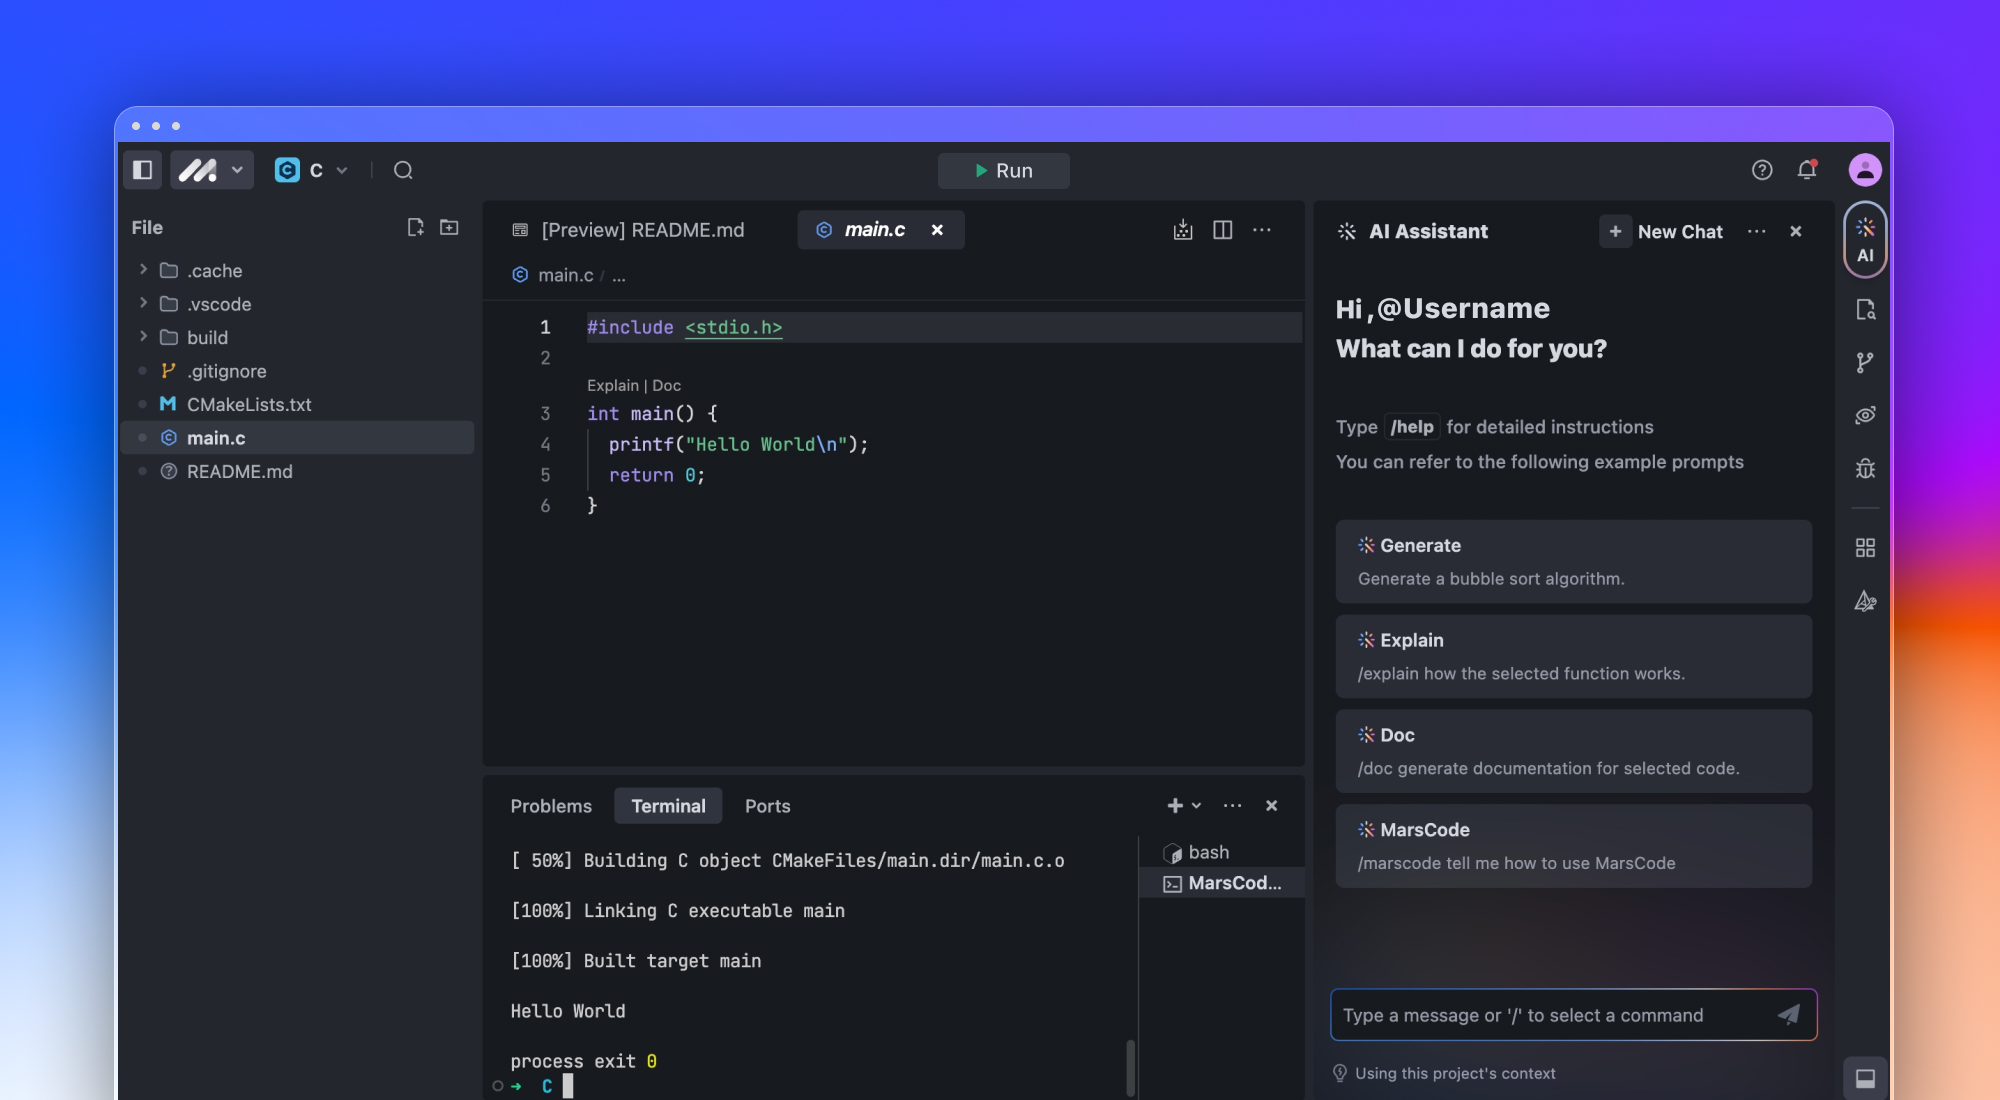 C
Run
File
.cache
.vscode
build
.gitignore
CMakeLists.txt
main.c
README.md
[Preview] README.md
main.c
main.c / ...
1 #include <stdio.h>
2
Explain | Doc
3 int main() {
4 printf("Hello World\n");
5 return 0;
6 }
Problems
Terminal
Ports
[ 50%] Building C object CMakeFiles/main.dir/main.c.o
[100%] Linking C executable main
[100%] Built target main
Hello World
process exit 0
→ C
bash
MarsCod...
AI Assistant
+ New Chat
Hi,@Username
What can I do for you?
Type /help for detailed instructions
You can refer to the following example prompts
Generate
Generate a bubble sort algorithm.
Explain
/explain how the selected function works.
Doc
/doc generate documentation for selected code.
MarsCode
/marscode tell me how to use MarsCode
Type a message or '/' to select a command
Using this project's context
AI